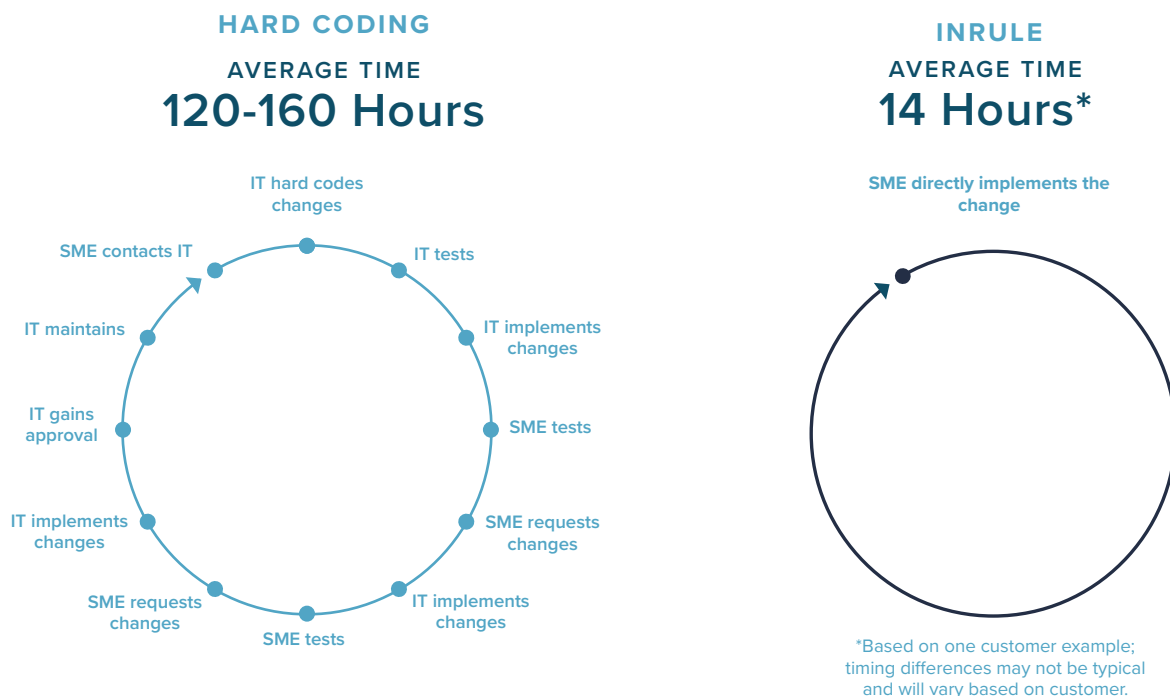 HARD CODING
AVERAGE TIME
120-160 Hours
IT hard codes
changes
SME contacts IT
IT tests
IT maintains
IT implements
changes
IT gains
approval
SME tests
IT implements
changes
SME requests
changes
SME requests
changes
IT implements
changes
SME tests
INRULE
AVERAGE TIME
14 Hours*
SME directly implements the
change
*Based on one customer example;
timing differences may not be typical
and will vary based on customer.